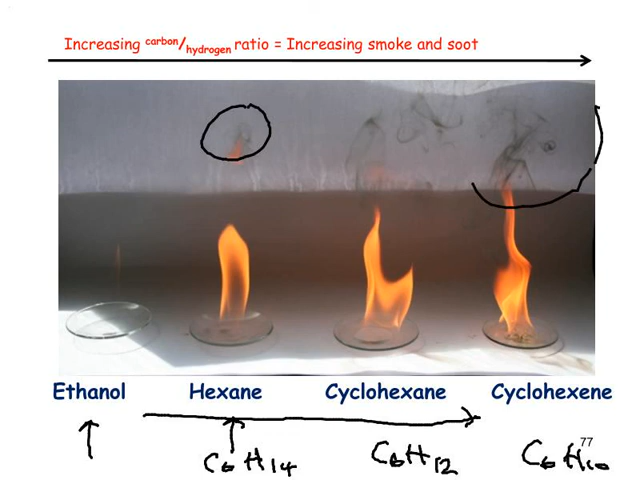 Increasing carbon/hydrogen ratio = Increasing smoke and soot
Ethanol Hexane Cyclohexane Cyclohexene
77
C6H14 C6H12 C6H10